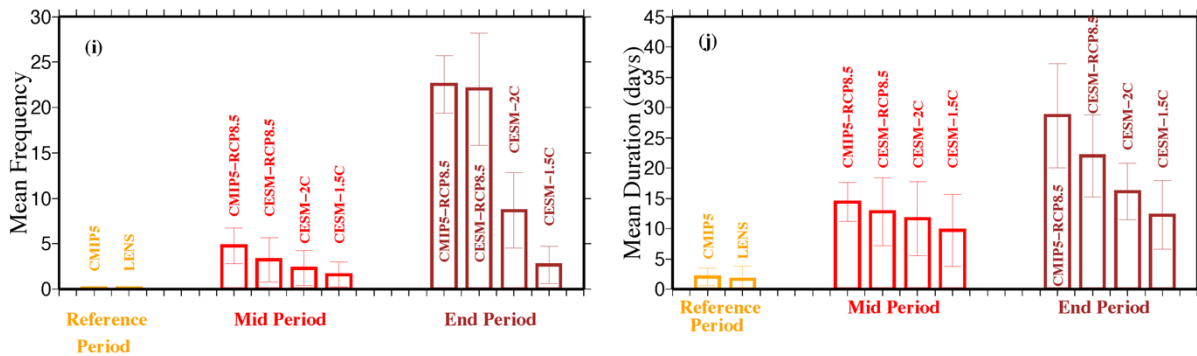 (i)
Mean Frequency
30
25
20
15
10
5
0
CMIP5
LENS
CMIP5−RCP8.5
CESM−RCP8.5
CESM−2C
CESM−1.5C
CMIP5−RCP8.5
CESM−RCP8.5
CESM−2C
CESM−1.5C
Reference
Period
Mid Period
End Period
(j)
Mean Duration (days)
45
40
35
30
25
20
15
10
5
0
CMIP5
LENS
CMIP5−RCP8.5
CESM−RCP8.5
CESM−2C
CESM−1.5C
CMIP5−RCP8.5
CESM−RCP8.5
CESM−2C
CESM−1.5C
Reference
Period
Mid Period
End Period